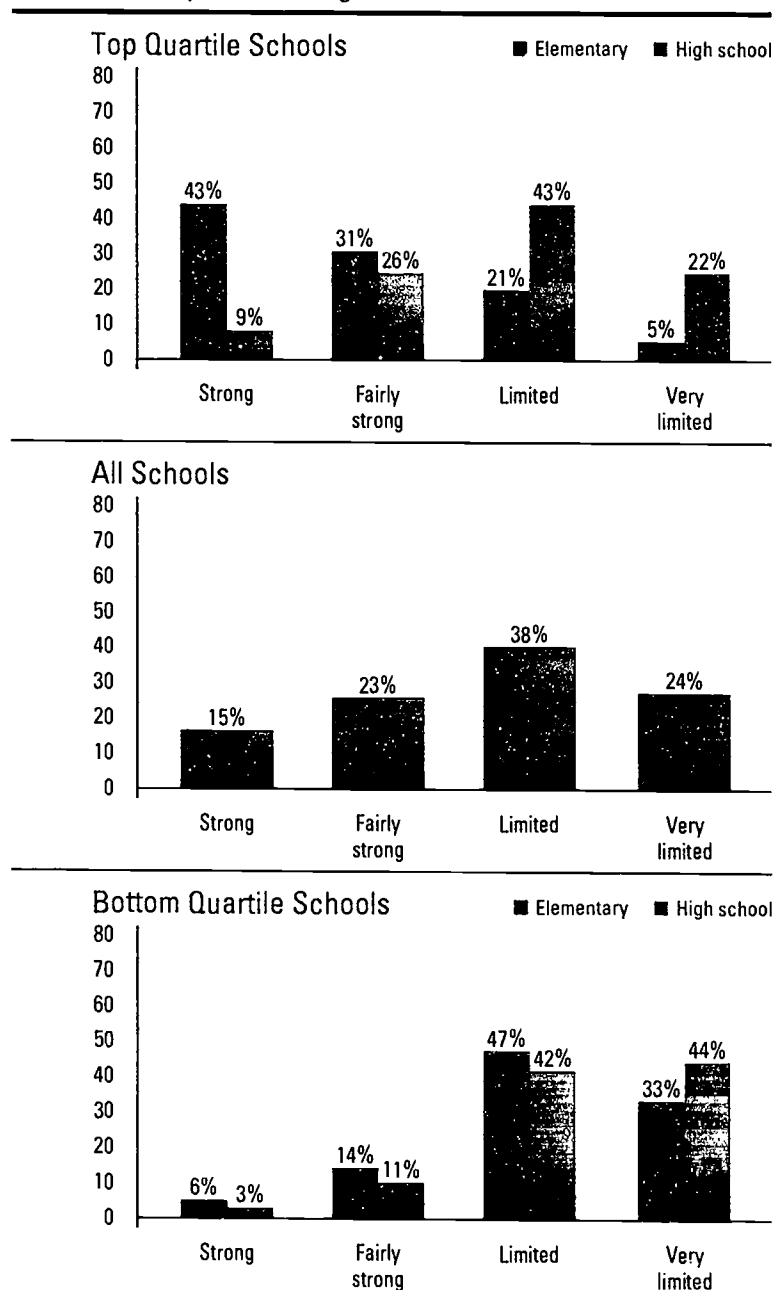 Top Quartile Schools
■ Elementary ■ High school
80
70
60
50
40
30
20
10
0
43%
9%
31%
26%
21%
43%
5%
22%
Strong
Fairly
strong
Limited
Very
limited
All Schools
80
70
60
50
40
30
20
10
0
15%
23%
38%
24%
Strong
Fairly
strong
Limited
Very
limited
Bottom Quartile Schools
■ Elementary ■ High school
80
70
60
50
40
30
20
10
0
6%
3%
14%
11%
47%
42%
33%
44%
Strong
Fairly
strong
Limited
Very
limited